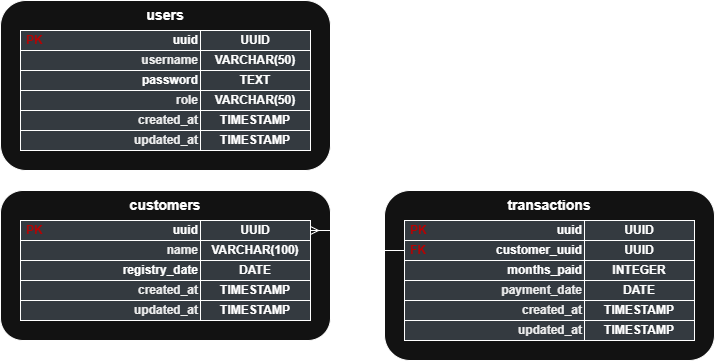 users
PK uuid UUID
username VARCHAR(50)
password TEXT
role VARCHAR(50)
created_at TIMESTAMP
updated_at TIMESTAMP
customers
PK uuid UUID
name VARCHAR(100)
registry_date DATE
created_at TIMESTAMP
updated_at TIMESTAMP
transactions
PK uuid UUID
FK customer_uuid UUID
months_paid INTEGER
payment_date DATE
created_at TIMESTAMP
updated_at TIMESTAMP